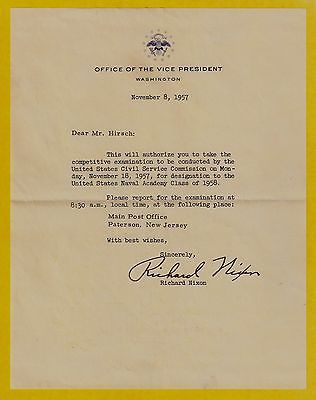 OFFICE OF THE VICE PRESIDENT
WASHINGTON
November 8, 1957
Dear Mr. Hirsch:
This will authorize you to take the
competitive examination to be conducted by the
United States Civil Service Commission on Mon-
day, November 18, 1957, for designation to the
United States Naval Academy Class of 1958.
Please report for the examination at
8:30 a.m., local time, at the following place:
Main Post Office
Paterson, New Jersey
With best wishes,
Sincerely,
Richard Nixon
Richard Nixon